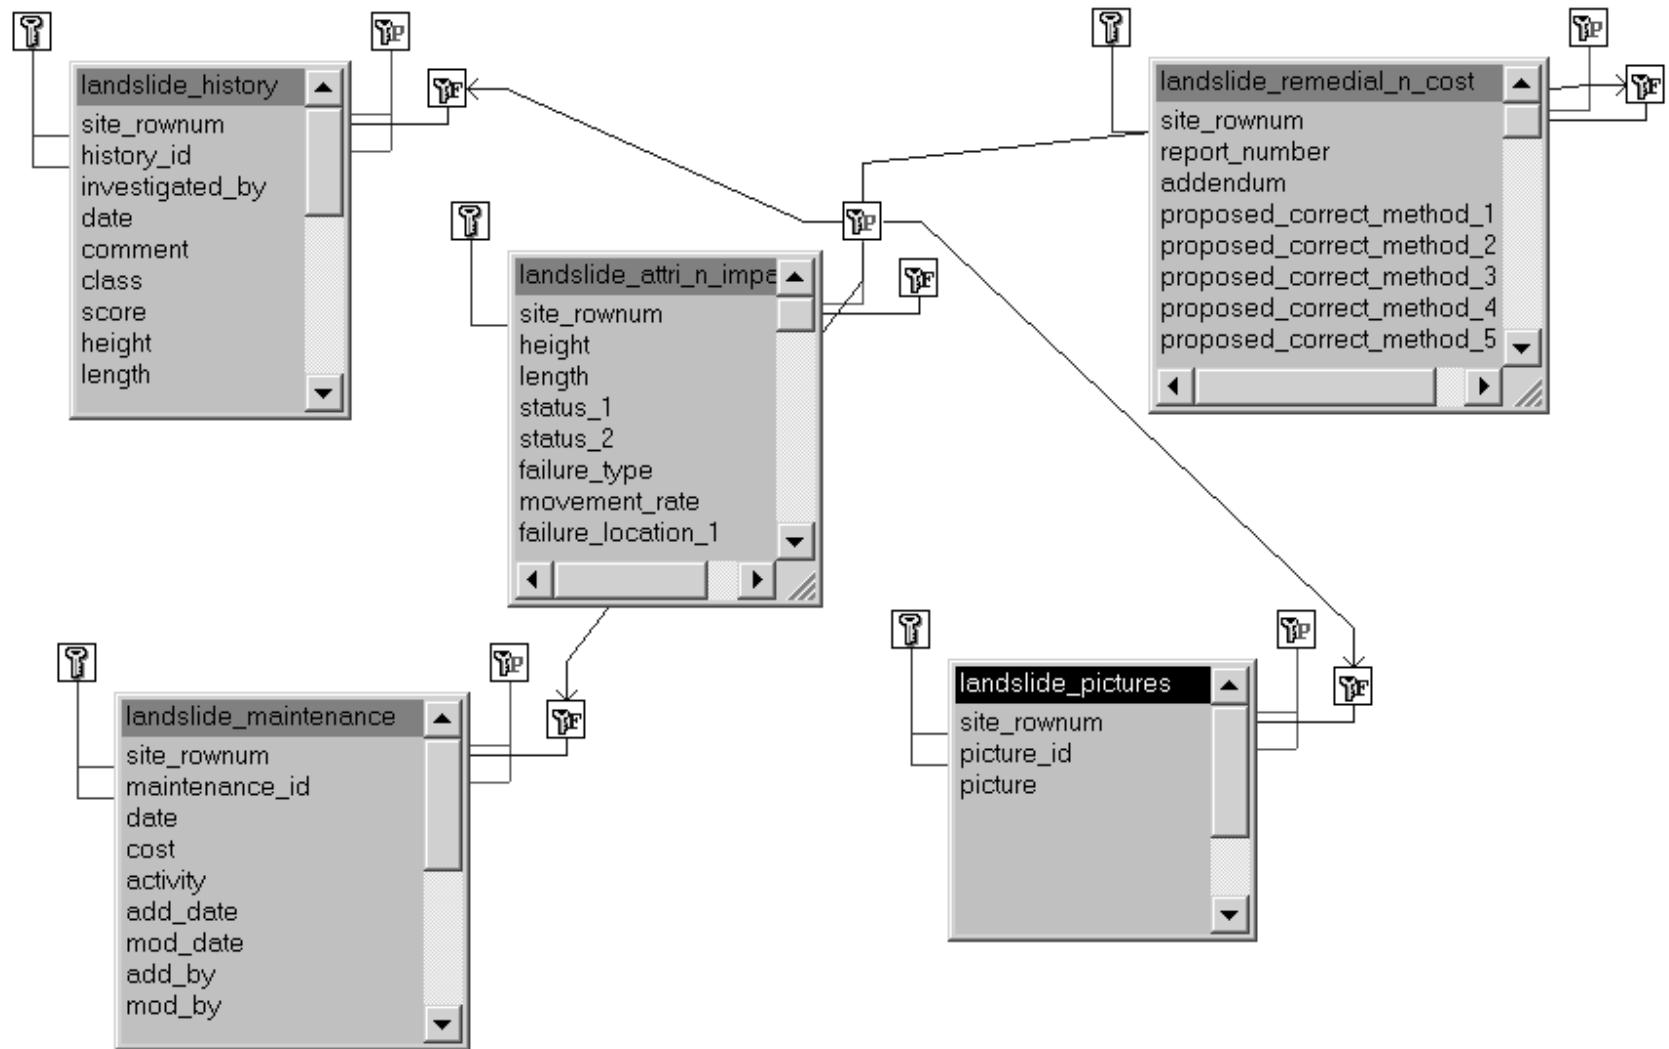 P
F
landslide_history
site_rownum
history_id
investigated_by
date
comment
class
score
height
length
P
F
landslide_remedial_n_cost
site_rownum
report_number
addendum
proposed_correct_method_1
proposed_correct_method_2
proposed_correct_method_3
proposed_correct_method_4
proposed_correct_method_5
P
F
landslide_attri_n_impa
site_rownum
height
length
status_1
status_2
failure_type
movement_rate
failure_location_1
P
F
landslide_maintenance
site_rownum
maintenance_id
date
cost
activity
add_date
mod_date
add_by
mod_by
P
F
landslide_pictures
site_rownum
picture_id
picture